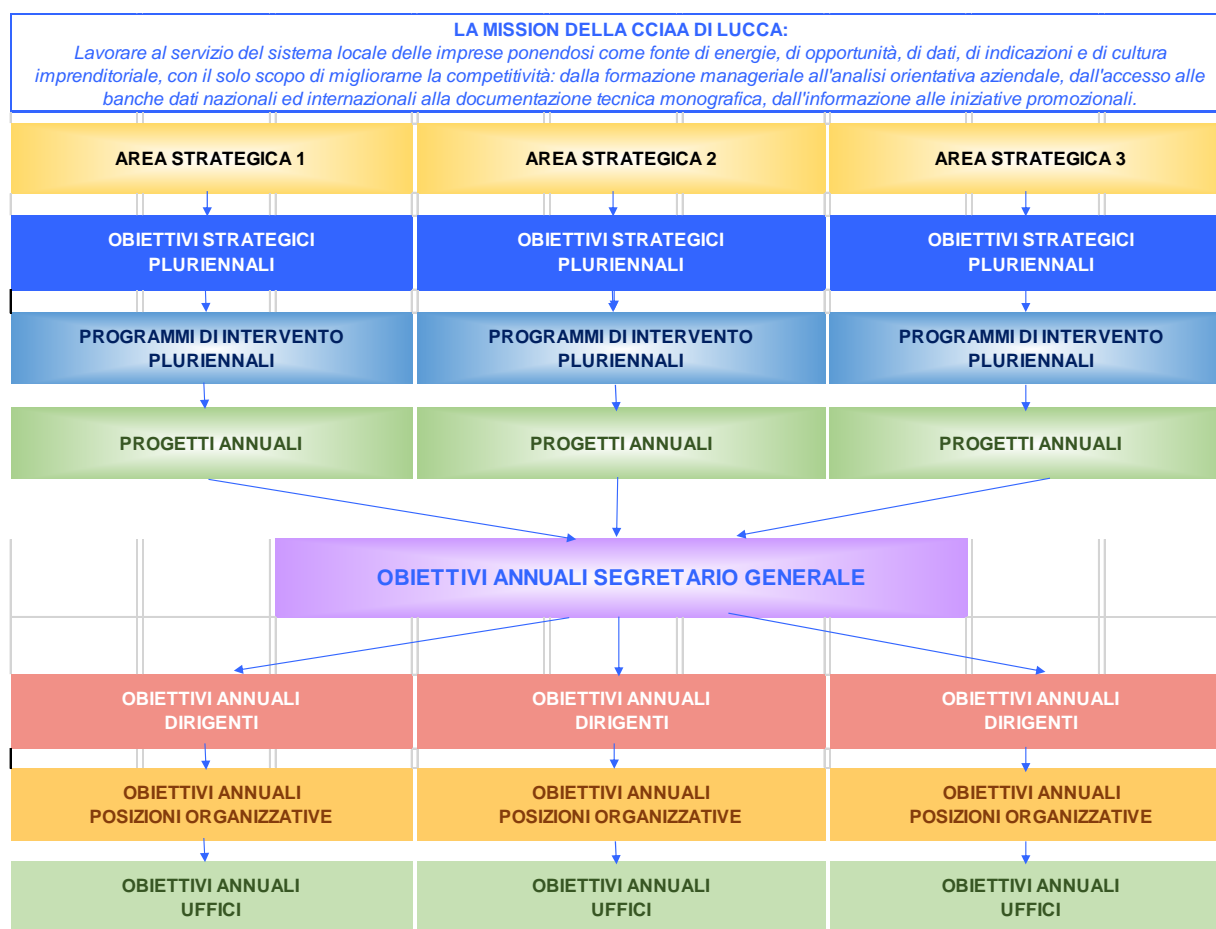 LA MISSION DELLA CCIAA DI LUCCA:
Lavorare al servizio del sistema locale delle imprese ponendosi come fonte di energie, di opportunità, di dati, di indicazioni e di cultura
imprenditoriale, con il solo scopo di migliorarne la competitività: dalla formazione manageriale all'analisi orientativa aziendale, dall'accesso alle
banche dati nazionali ed internazionali alla documentazione tecnica monografica, dall'informazione alle iniziative promozionali.
AREA STRATEGICA 1
AREA STRATEGICA 2
AREA STRATEGICA 3
OBIETTIVI STRATEGICI
PLURIENNALI
OBIETTIVI STRATEGICI
PLURIENNALI
OBIETTIVI STRATEGICI
PLURIENNALI
PROGRAMMI DI INTERVENTO
PLURIENNALI
PROGRAMMI DI INTERVENTO
PLURIENNALI
PROGRAMMI DI INTERVENTO
PLURIENNALI
PROGETTI ANNUALI
PROGETTI ANNUALI
PROGETTI ANNUALI
OBIETTIVI ANNUALI SEGRETARIO GENERALE
OBIETTIVI ANNUALI
DIRIGENTI
OBIETTIVI ANNUALI
DIRIGENTI
OBIETTIVI ANNUALI
DIRIGENTI
OBIETTIVI ANNUALI
POSIZIONI ORGANIZZATIVE
OBIETTIVI ANNUALI
POSIZIONI ORGANIZZATIVE
OBIETTIVI ANNUALI
POSIZIONI ORGANIZZATIVE
OBIETTIVI ANNUALI
UFFICI
OBIETTIVI ANNUALI
UFFICI
OBIETTIVI ANNUALI
UFFICI